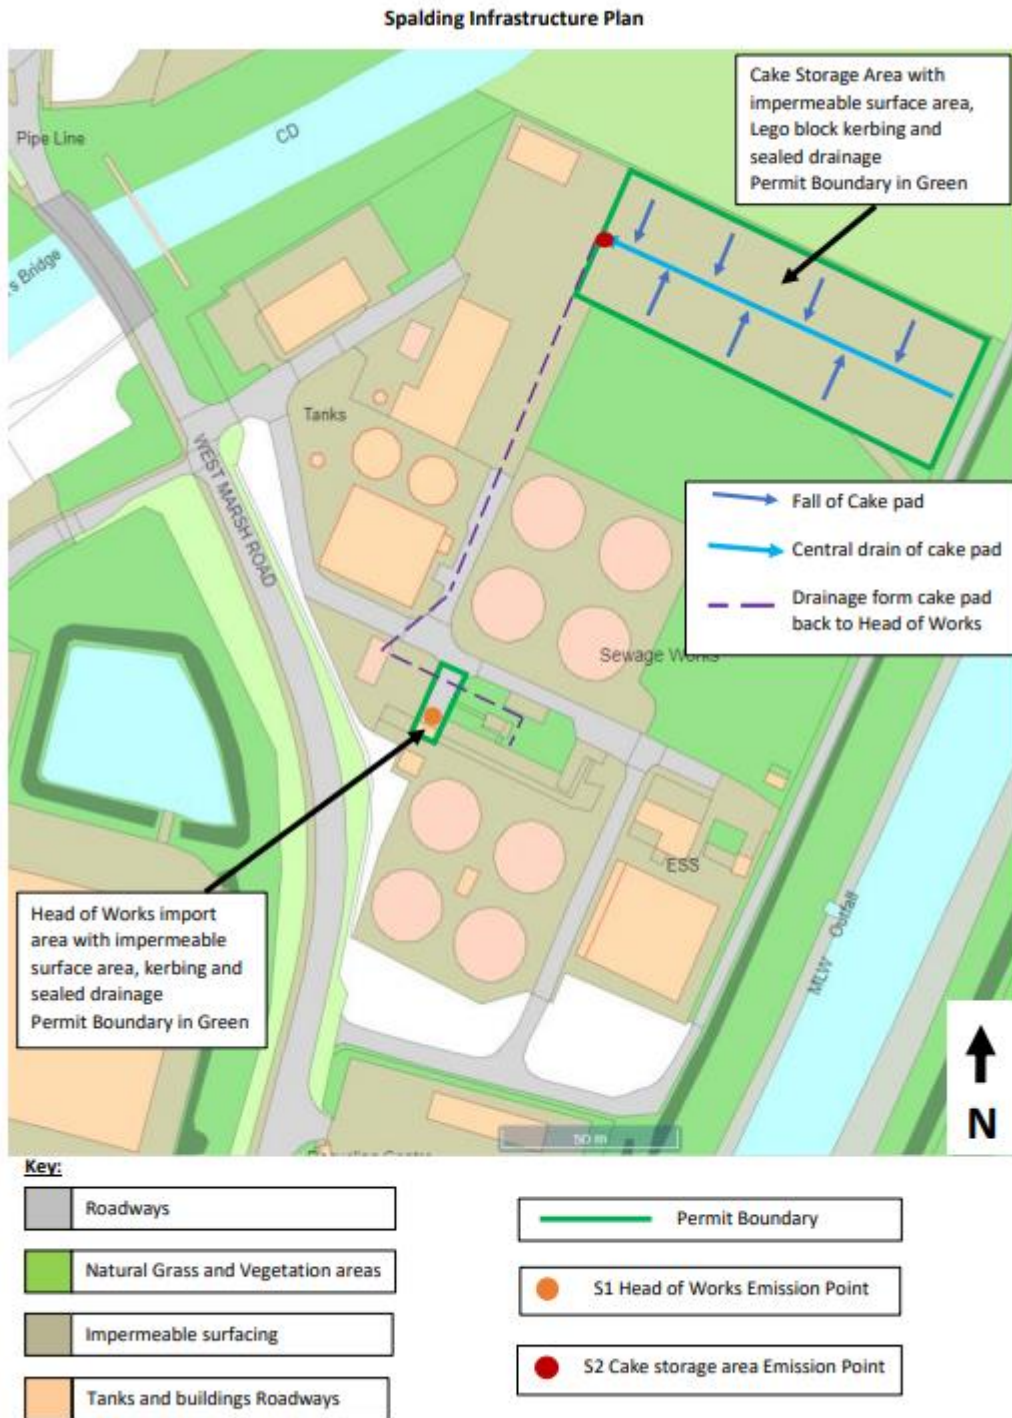 Spalding Infrastructure Plan
Cake Storage Area with
impermeable surface area,
Lego block kerbing and
sealed drainage
Permit Boundary in Green
Pipe Line
CD
's Bridge
Tanks
WEST MARSH ROAD
Fall of Cake pad
Central drain of cake pad
Drainage form cake pad
back to Head of Works
Sewage Works
ESS
Head of Works import
area with impermeable
surface area, kerbing and
sealed drainage
Permit Boundary in Green
MLW
Outfall
N
50 m
Key:
Roadways
Permit Boundary
Natural Grass and Vegetation areas
S1 Head of Works Emission Point
Impermeable surfacing
S2 Cake storage area Emission Point
Tanks and buildings Roadways